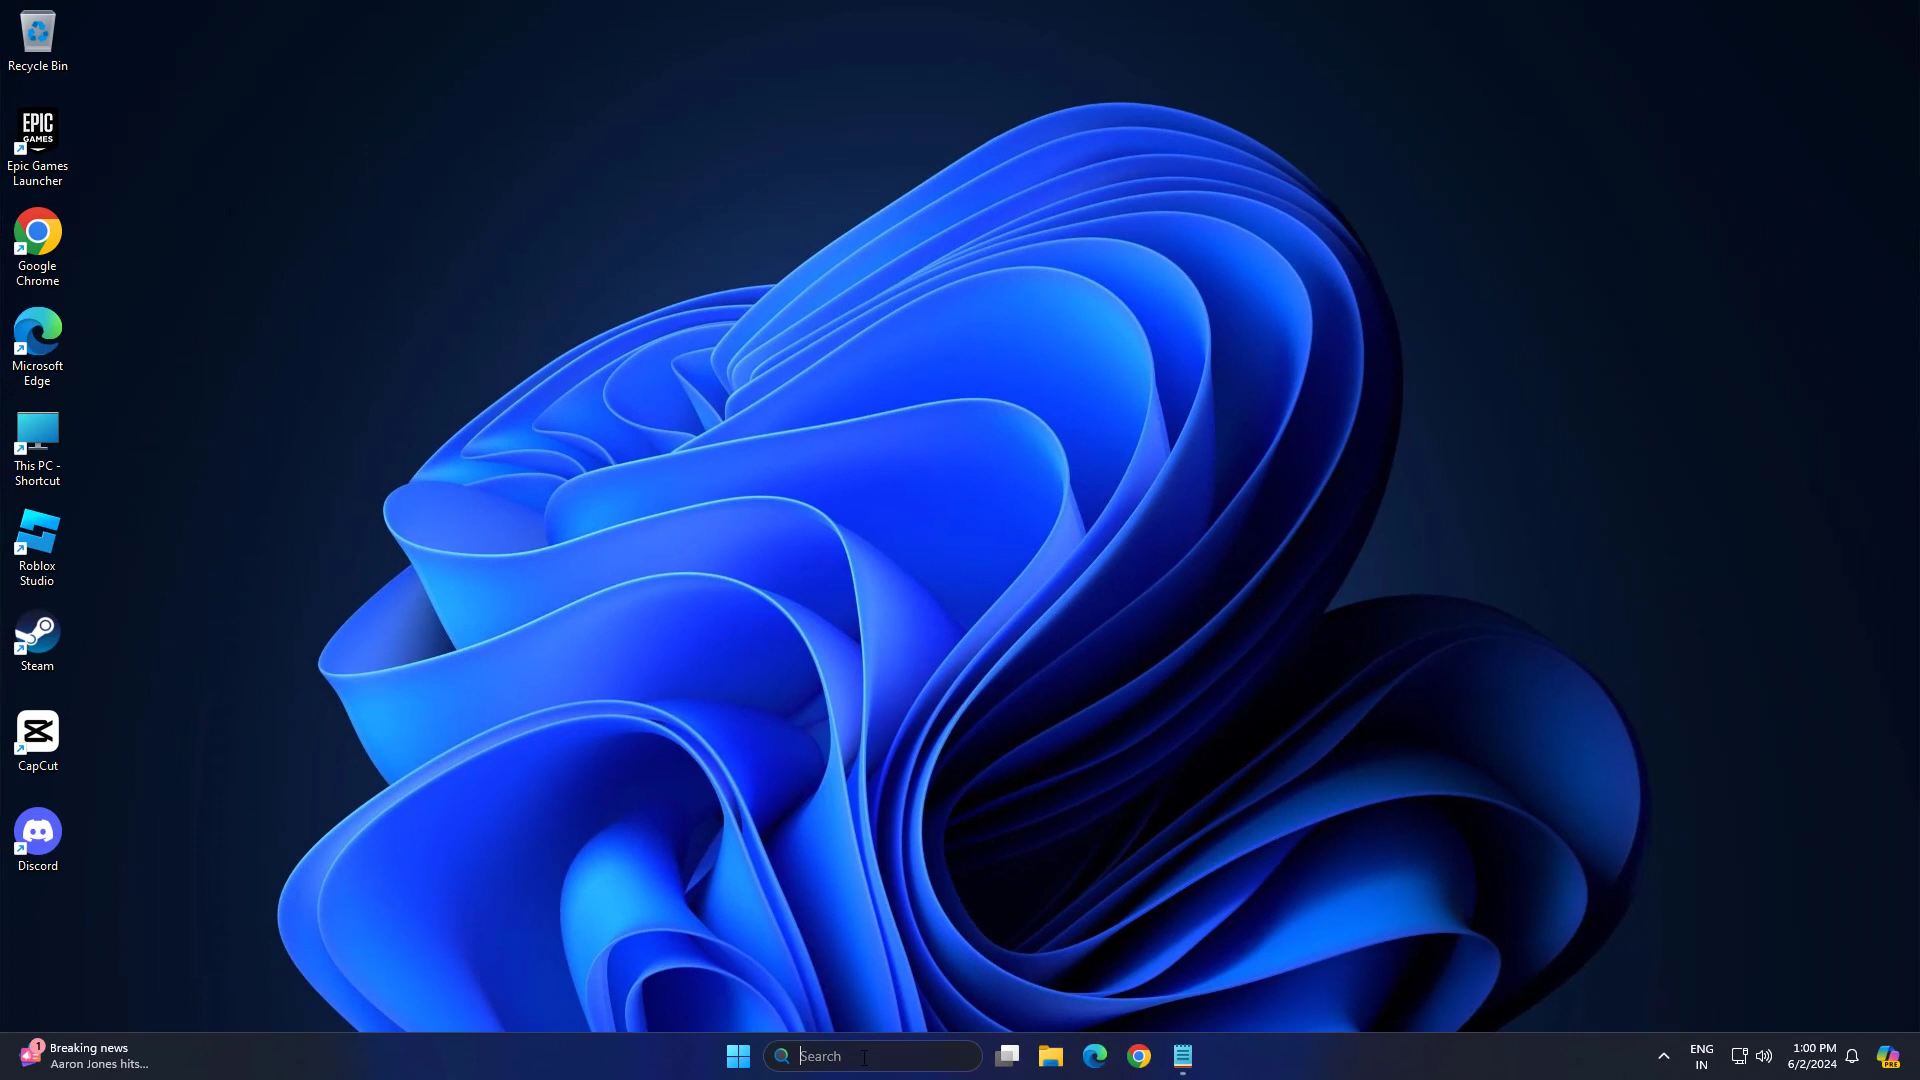 Recycle Bin
EPIC
GAMES
Epic Games
Launcher
Google
Chrome
Microsoft
Edge
This PC -
Shortcut
Roblox
Studio
Steam
CapCut
Discord
1
Breaking news
Aaron Jones hits...
Search
ENG
IN
1:00 PM
6/2/2024
PRE